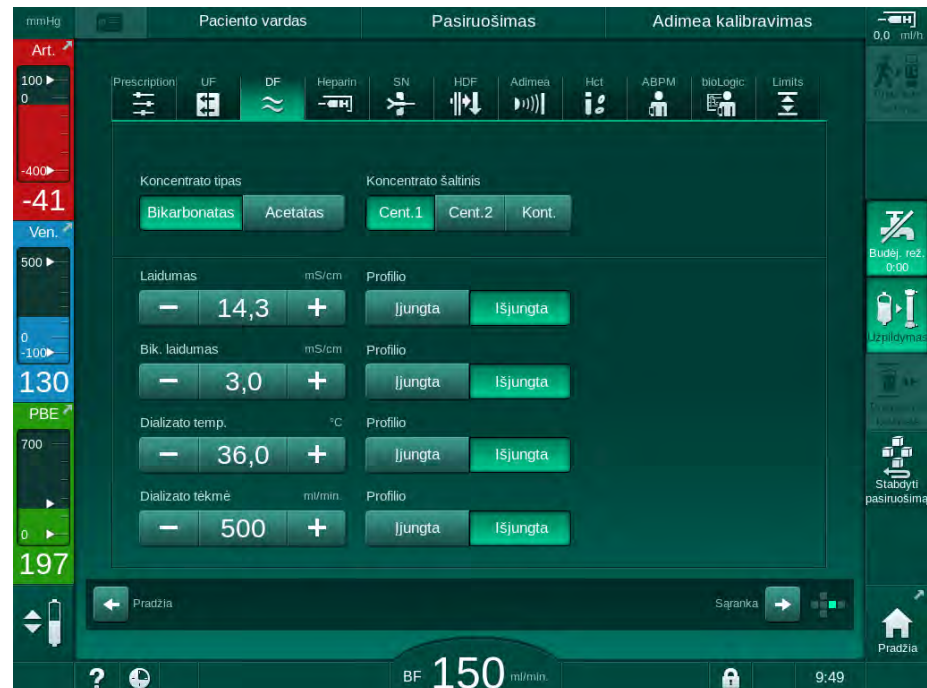 mmHg
Paciento vardas
Pasiruošimas
Adimea kalibravimas
0,0 ml/h
Art.
100
0
-400
-41
Ven.
500
0
-100
130
PBE
700
0
197
Prescription UF DF Heparin SN HDF Adimea Hct ABPM bioLogic Limits
Koncentrato tipas Koncentrato šaltinis
Bikarbonatas Acetatas Cent.1 Cent.2 Kont.
Laidumas mS/cm Profilio
− 14,3 + Įjungta Išjungta
Bik. laidumas mS/cm Profilio
− 3,0 + Įjungta Išjungta
Dializato temp. °C Profilio
− 36,0 + Įjungta Išjungta
Dializato tėkmė ml/min. Profilio
− 500 + Įjungta Išjungta
Pradžia Sąranka
Budėj. rež.
0:00
Užpildymas
Stabdyti
pasiruošimą
Pradžia
? BF 150 ml/min. 9:49